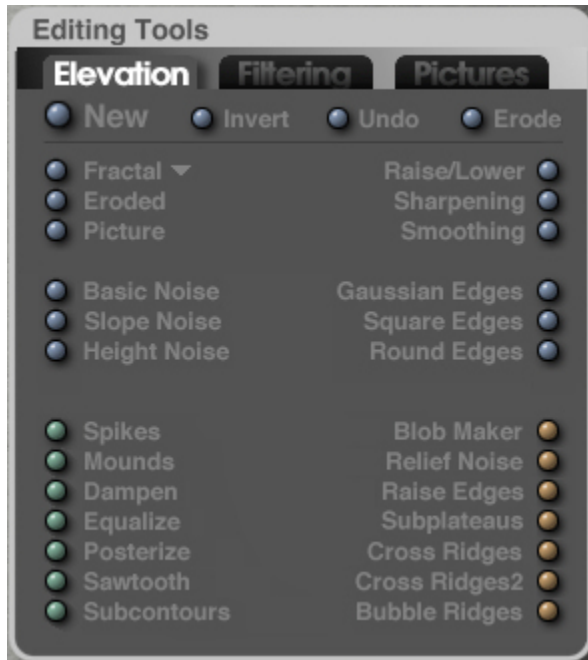 Editing Tools
Elevation Filtering Pictures
New Invert Undo Erode
Fractal Raise/Lower
Eroded Sharpening
Picture Smoothing
Basic Noise Gaussian Edges
Slope Noise Square Edges
Height Noise Round Edges
Spikes Blob Maker
Mounds Relief Noise
Dampen Raise Edges
Equalize Subplateaus
Posterize Cross Ridges
Sawtooth Cross Ridges2
Subcontours Bubble Ridges